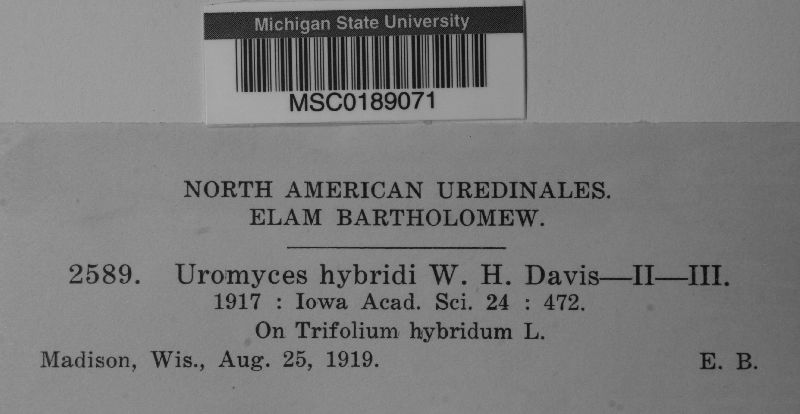 Michigan State University
MSC0189071
NORTH AMERICAN UREDINALES.
ELAM BARTHOLOMEW.
2589. Uromyces hybridi W. H. Davis—II—III.
1917 : Iowa Acad. Sci. 24 : 472.
On Trifolium hybridum L.
Madison, Wis., Aug. 25, 1919. E. B.